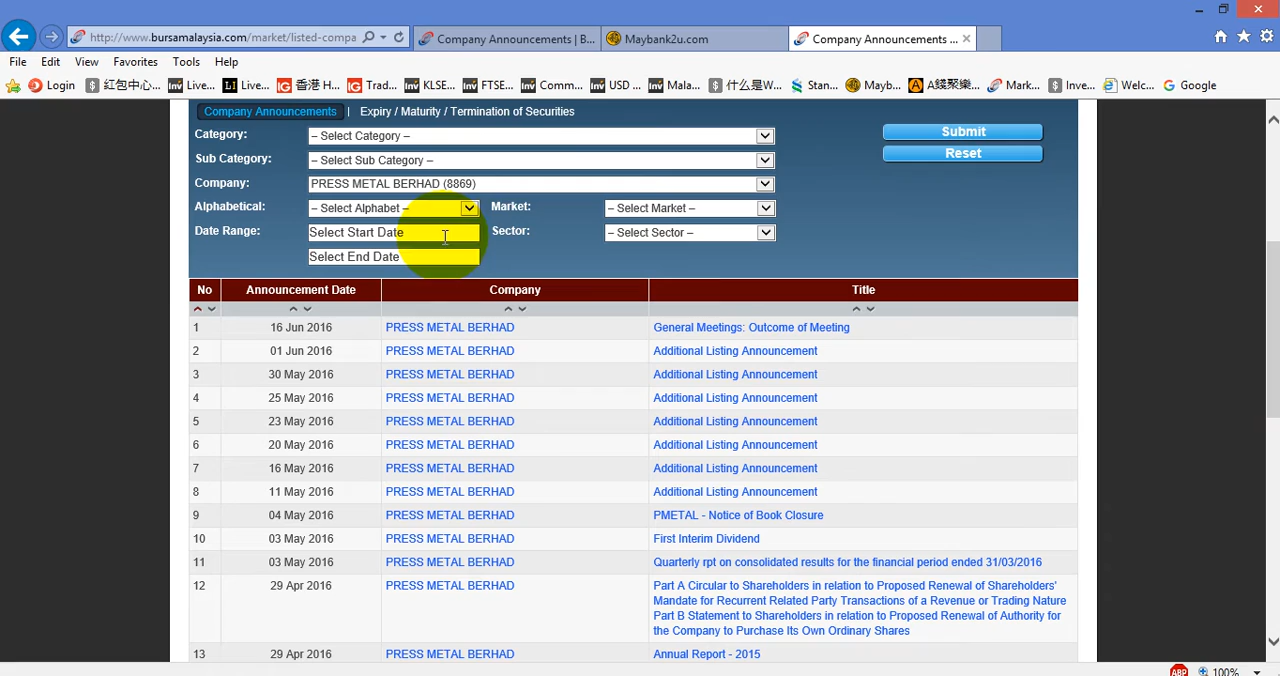 http://www.bursamalaysia.com/market/listed-compa
Company Announcements | B...
Maybank2u.com
Company Announcements ...
File Edit View Favorites Tools Help
Login 红包中心... Live... Live... 香港 H... Trad... KLSE... FTSE... Comm... USD ... Mala... 什么是W... Stan... Mayb... A錢聚樂... Mark... Inve... Welc... Google
Company Announcements | Expiry / Maturity / Termination of Securities
Category: – Select Category – Submit
Sub Category: – Select Sub Category – Reset
Company: PRESS METAL BERHAD (8869)
Alphabetical: – Select Alphabet – Market: – Select Market –
Date Range: Select Start Date Sector: – Select Sector –
Select End Date
No Announcement Date Company Title
1 16 Jun 2016 PRESS METAL BERHAD General Meetings: Outcome of Meeting
2 01 Jun 2016 PRESS METAL BERHAD Additional Listing Announcement
3 30 May 2016 PRESS METAL BERHAD Additional Listing Announcement
4 25 May 2016 PRESS METAL BERHAD Additional Listing Announcement
5 23 May 2016 PRESS METAL BERHAD Additional Listing Announcement
6 20 May 2016 PRESS METAL BERHAD Additional Listing Announcement
7 16 May 2016 PRESS METAL BERHAD Additional Listing Announcement
8 11 May 2016 PRESS METAL BERHAD Additional Listing Announcement
9 04 May 2016 PRESS METAL BERHAD PMETAL - Notice of Book Closure
10 03 May 2016 PRESS METAL BERHAD First Interim Dividend
11 03 May 2016 PRESS METAL BERHAD Quarterly rpt on consolidated results for the financial period ended 31/03/2016
12 29 Apr 2016 PRESS METAL BERHAD Part A Circular to Shareholders in relation to Proposed Renewal of Shareholders'
Mandate for Recurrent Related Party Transactions of a Revenue or Trading Nature
Part B Statement to Shareholders in relation to Proposed Renewal of Authority for
the Company to Purchase Its Own Ordinary Shares
13 29 Apr 2016 PRESS METAL BERHAD Annual Report - 2015
ABP 100%